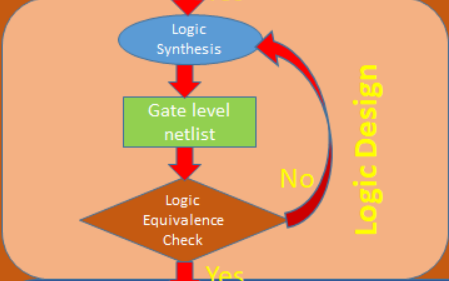 Logic
Synthesis
Gate level
netlist
No
Logic
Equivalence
Check
Yes
Logic Design